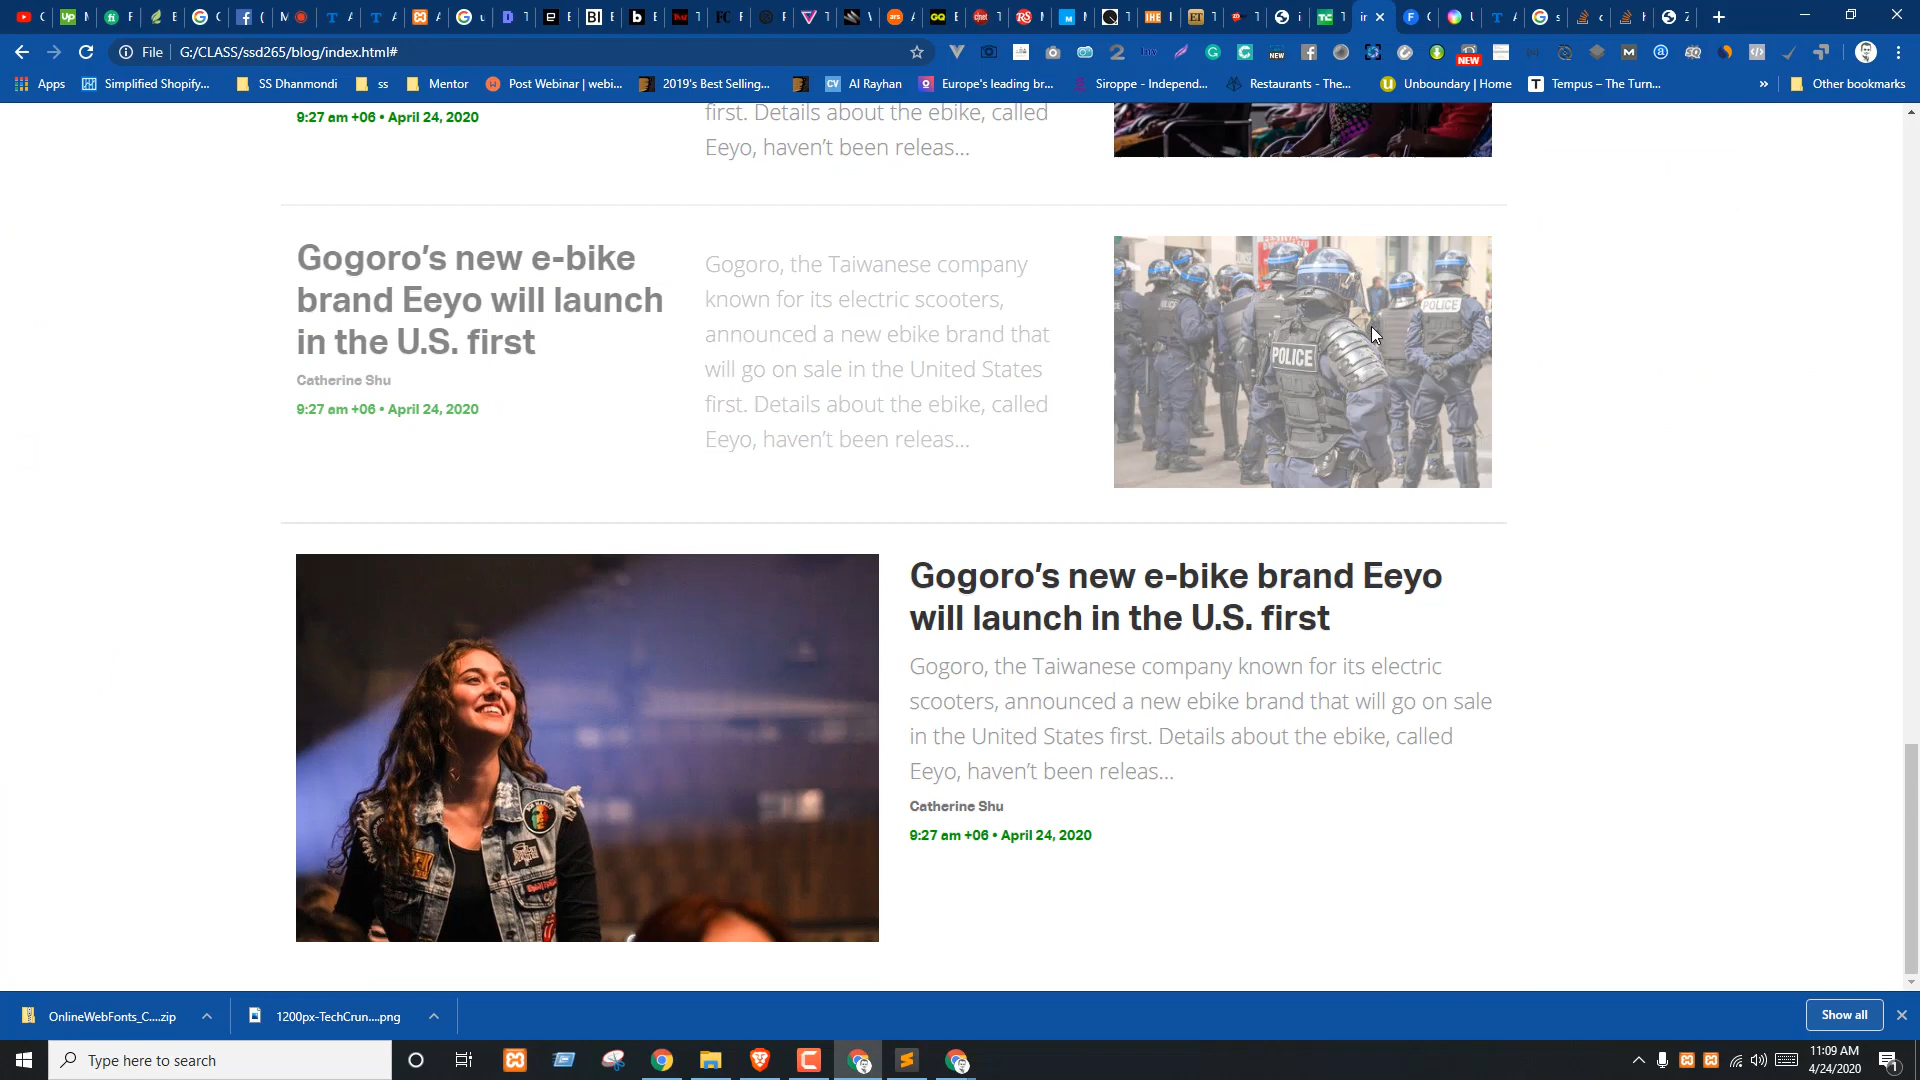 File
G:/CLASS/ssd265/blog/index.html#
NEW
NEW
Apps
Simplified Shopify...
SS Dhanmondi
ss
Mentor
Post Webinar | webi...
2019's Best Selling...
CV
Al Rayhan
Europe's leading br...
Siroppe - Independ...
Restaurants - The...
Unboundary | Home
Tempus – The Turn...
»
Other bookmarks
9:27 am +06 • April 24, 2020
first. Details about the ebike, called
Eeyo, haven't been releas...
Gogoro's new e-bike
brand Eeyo will launch
in the U.S. first
Catherine Shu
9:27 am +06 • April 24, 2020
Gogoro, the Taiwanese company
known for its electric scooters,
announced a new ebike brand that
will go on sale in the United States
first. Details about the ebike, called
Eeyo, haven't been releas...
POLICE
POLICE
Gogoro's new e-bike brand Eeyo
will launch in the U.S. first
Gogoro, the Taiwanese company known for its electric
scooters, announced a new ebike brand that will go on sale
in the United States first. Details about the ebike, called
Eeyo, haven't been releas...
Catherine Shu
9:27 am +06 • April 24, 2020
OnlineWebFonts_C....zip
1200px-TechCrun....png
Show all
Type here to search
11:09 AM
4/24/2020
1